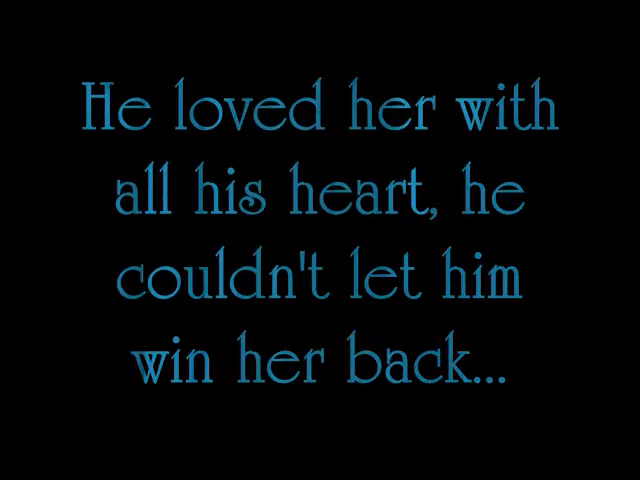 He loved her with
all his heart, he
couldn't let him
win her back...